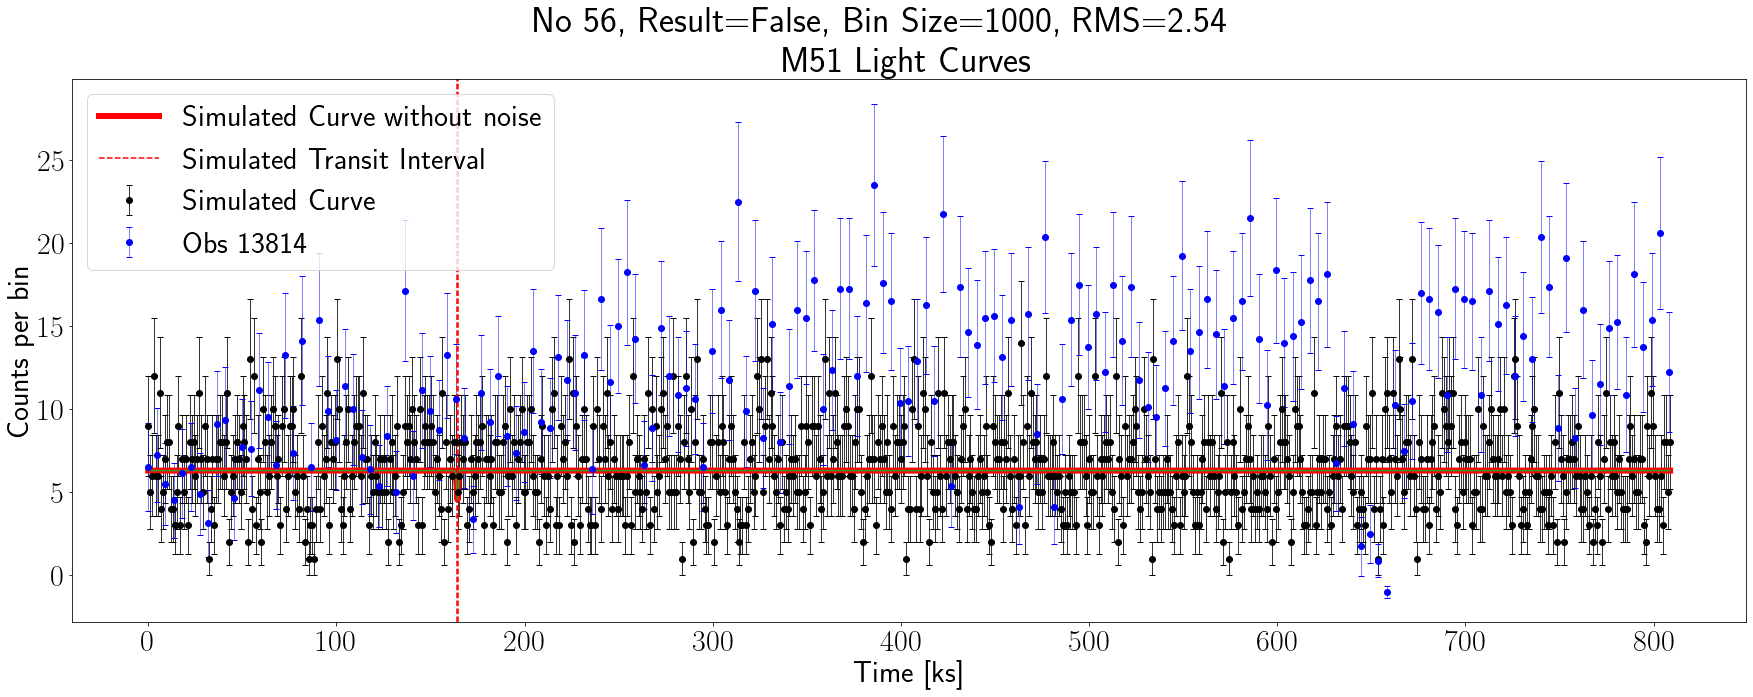 No 56, Result=False, Bin Size=1000, RMS=2.54
M51 Light Curves
Simulated Curve without noise
Simulated Transit Interval
Simulated Curve
Obs 13814
Counts per bin
25
20
15
10
5
0
0 100 200 300 400 500 600 700 800
Time [ks]